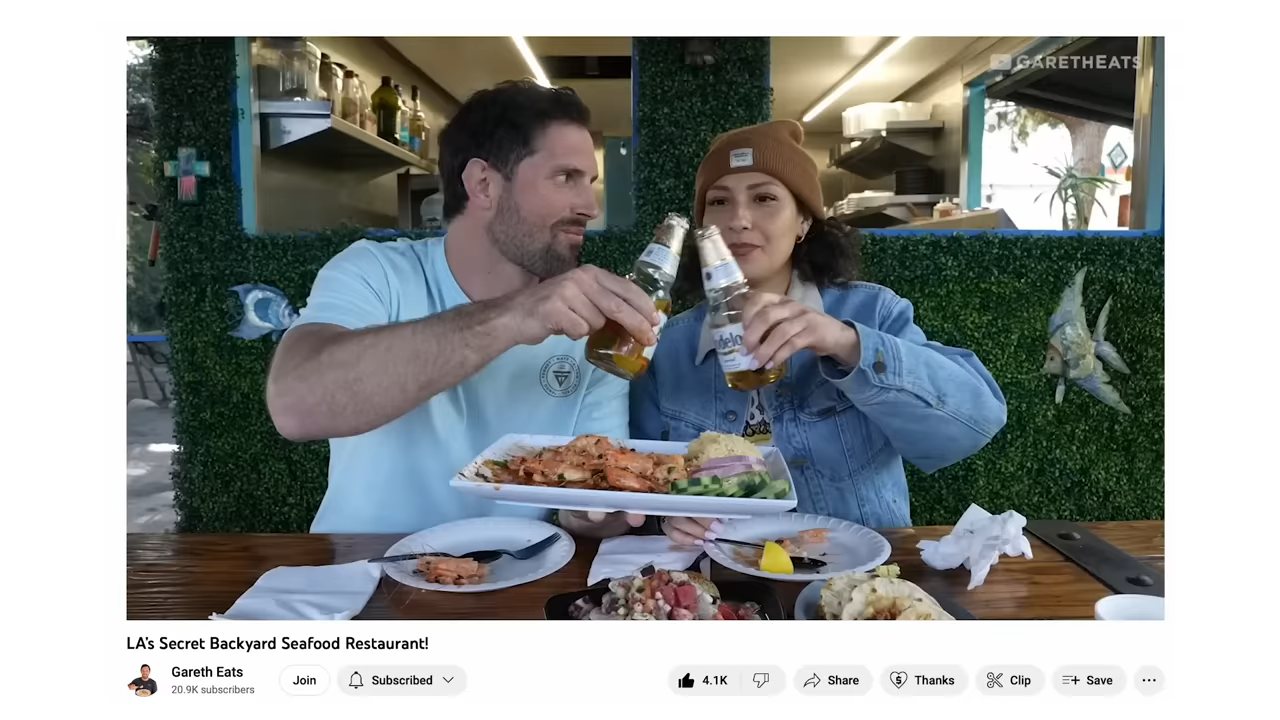 GARETHEATS
delo
LA's Secret Backyard Seafood Restaurant!
Gareth Eats
20.9K subscribers
Join
Subscribed
4.1K
Share
Thanks
Clip
Save